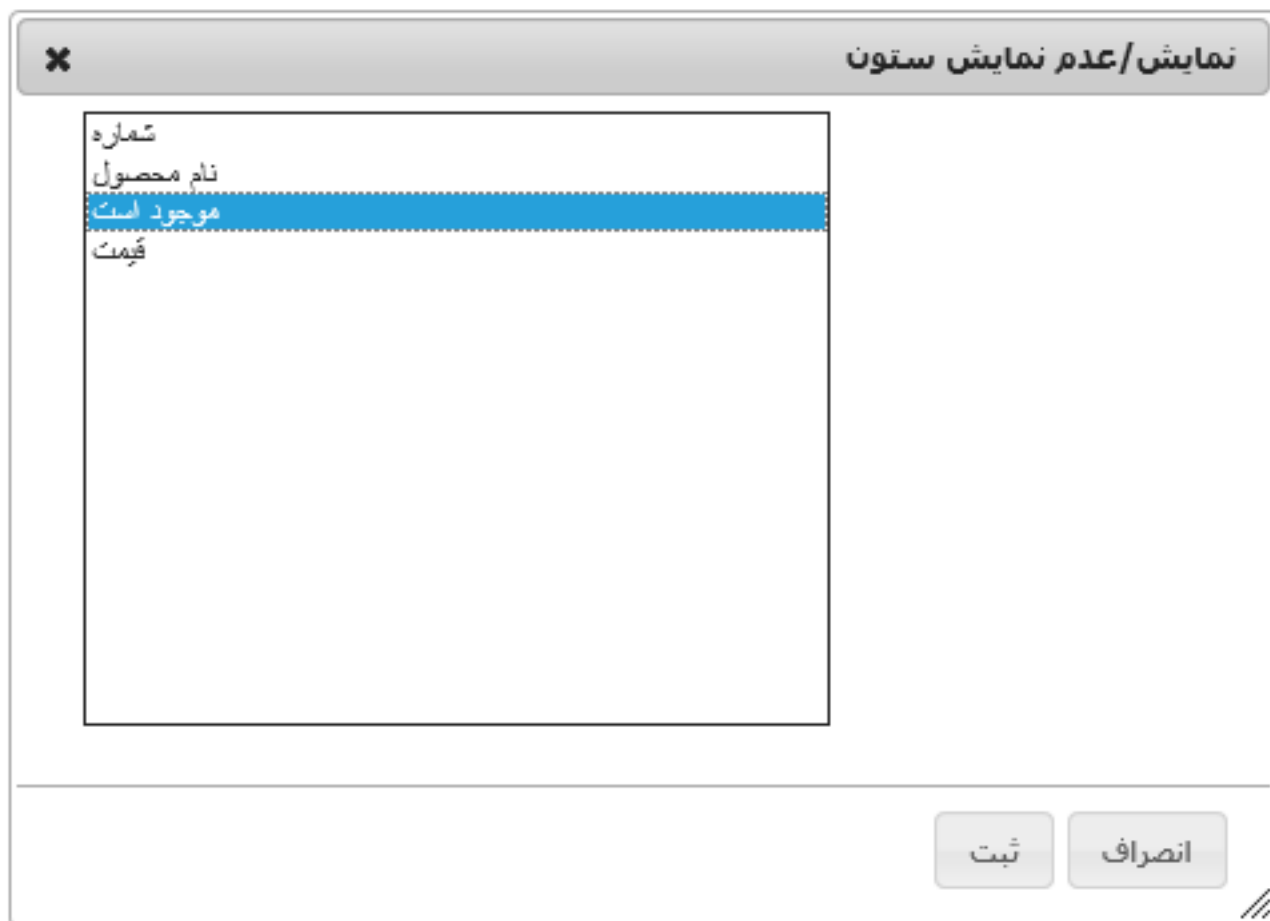 نمایش/عدم نمایش ستون
شماره
نام محصول
موجود است
قیمت
انصراف
ثبت